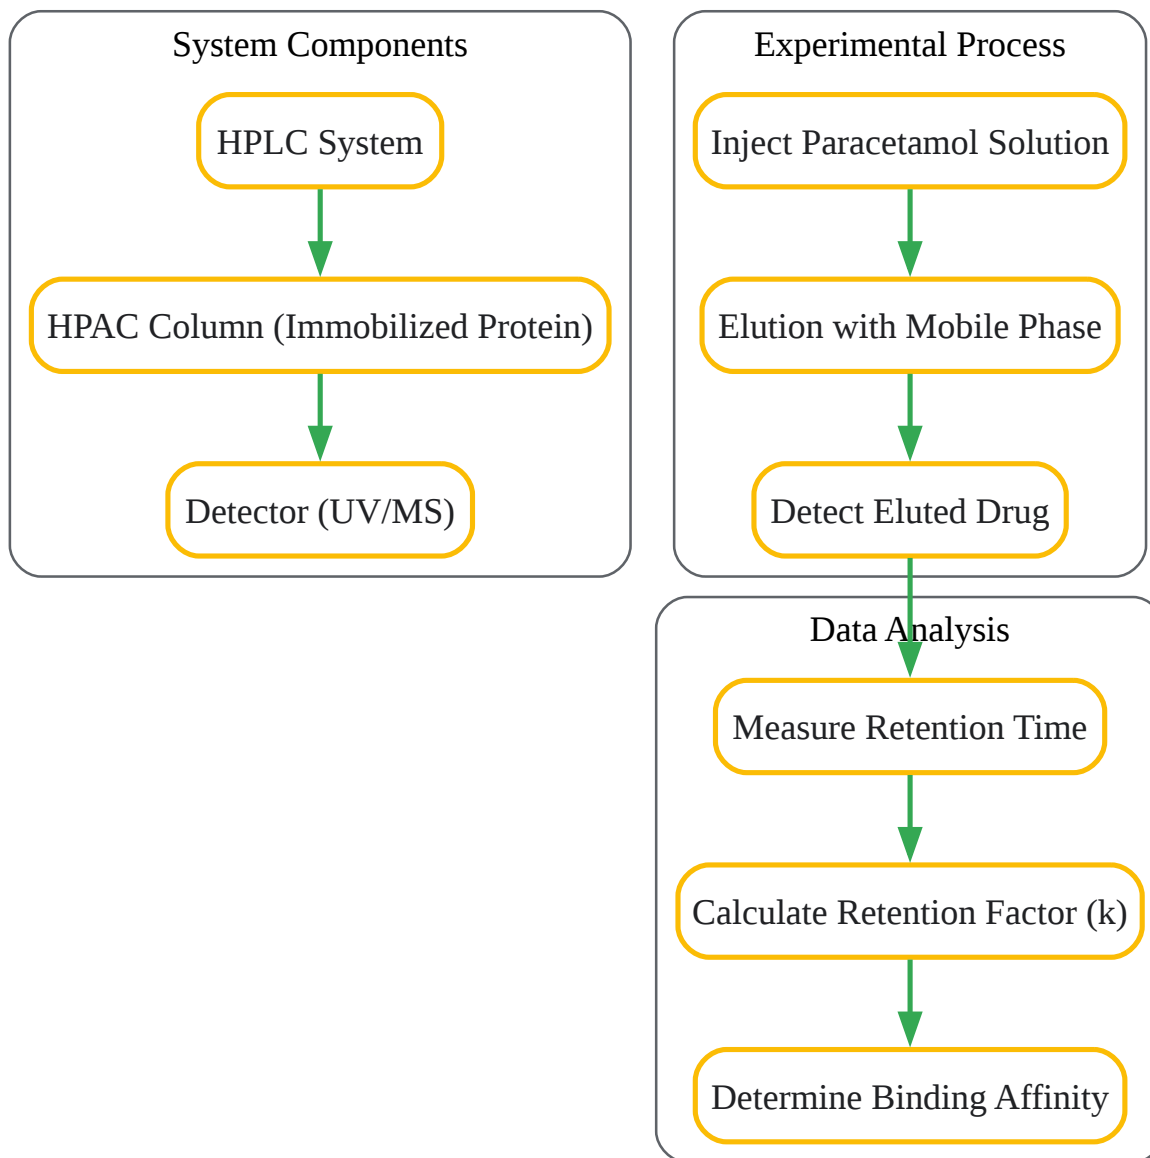 System Components
HPLC System
HPAC Column (Immobilized Protein)
Detector (UV/MS)
Experimental Process
Inject Paracetamol Solution
Elution with Mobile Phase
Detect Eluted Drug
Data Analysis
Measure Retention Time
Calculate Retention Factor (k)
Determine Binding Affinity